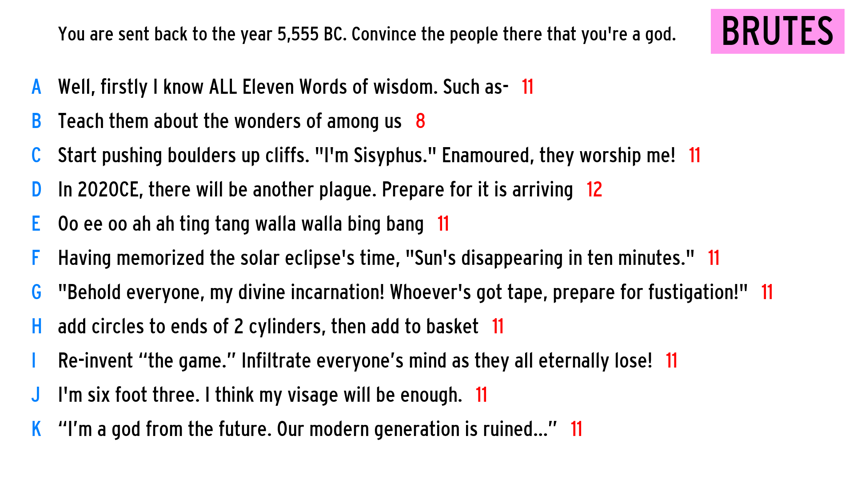 You are sent back to the year 5,555 BC. Convince the people there that you're a god.
BRUTES
A Well, firstly I know ALL Eleven Words of wisdom. Such as- 11
B Teach them about the wonders of among us 8
C Start pushing boulders up cliffs. "I'm Sisyphus." Enamoured, they worship me! 11
D In 2020CE, there will be another plague. Prepare for it is arriving 12
E Oo ee oo ah ah ting tang walla walla bing bang 11
F Having memorized the solar eclipse's time, "Sun's disappearing in ten minutes." 11
G "Behold everyone, my divine incarnation! Whoever's got tape, prepare for fustigation!" 11
H add circles to ends of 2 cylinders, then add to basket 11
I Re-invent “the game.” Infiltrate everyone’s mind as they all eternally lose! 11
J I'm six foot three. I think my visage will be enough. 11
K “I’m a god from the future. Our modern generation is ruined...” 11